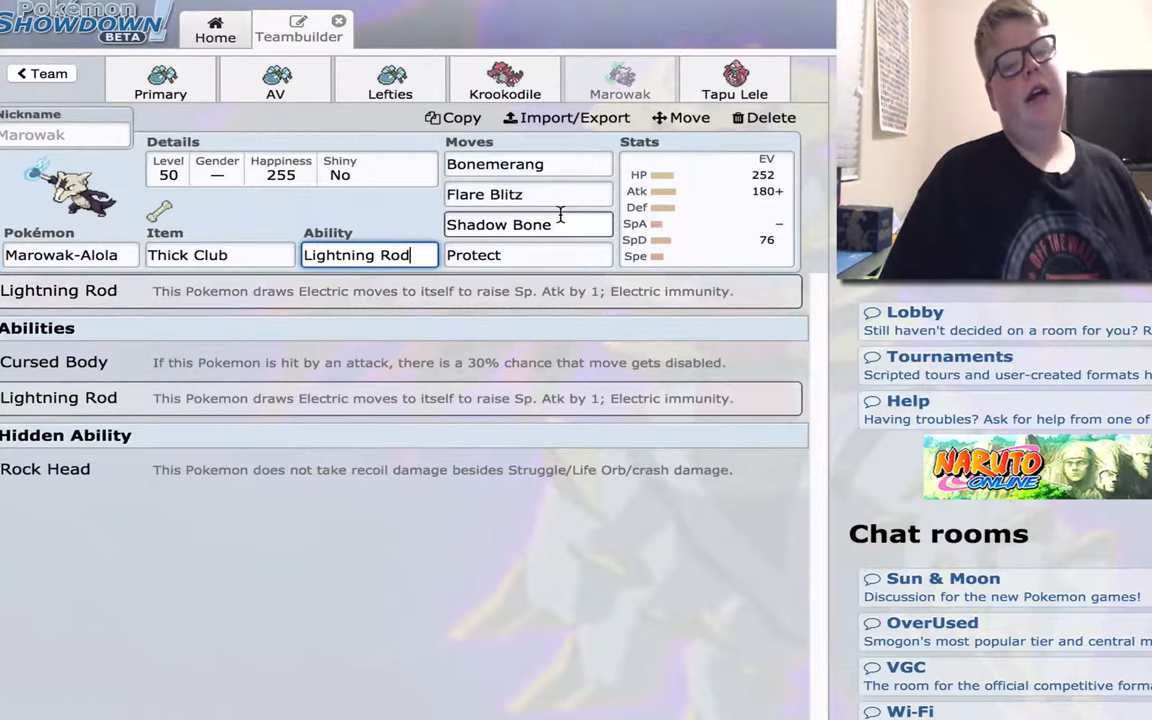 Pokémon
SHOWDOWN!
BETA
Home
Teambuilder
< Team
Primary
AV
Lefties
Krookodile
Marowak
Tapu Lele
Copy
Import/Export
Move
Delete
Nickname
Marowak
Details
Level
50
Gender
—
Happiness
255
Shiny
No
Moves
Bonemerang
Flare Blitz
Shadow Bone
Protect
Stats
EV
HP 252
Atk 180+
Def
SpA –
SpD 76
Spe
Pokémon
Marowak-Alola
Item
Thick Club
Ability
Lightning Rod
Lightning Rod This Pokemon draws Electric moves to itself to raise Sp. Atk by 1; Electric immunity.
Abilities
Cursed Body If this Pokemon is hit by an attack, there is a 30% chance that move gets disabled.
Lightning Rod This Pokemon draws Electric moves to itself to raise Sp. Atk by 1; Electric immunity.
Hidden Ability
Rock Head This Pokemon does not take recoil damage besides Struggle/Life Orb/crash damage.
OFF THE WALL
Lobby
Still haven't decided on a room for you? R
Tournaments
Scripted tours and user-created formats h
Help
Having troubles? Ask for help from one of
NARUTO
ONLINE
Chat rooms
Sun & Moon
Discussion for the new Pokemon games!
OverUsed
Smogon's most popular tier and central m
VGC
The room for the official competitive forma
Wi-Fi